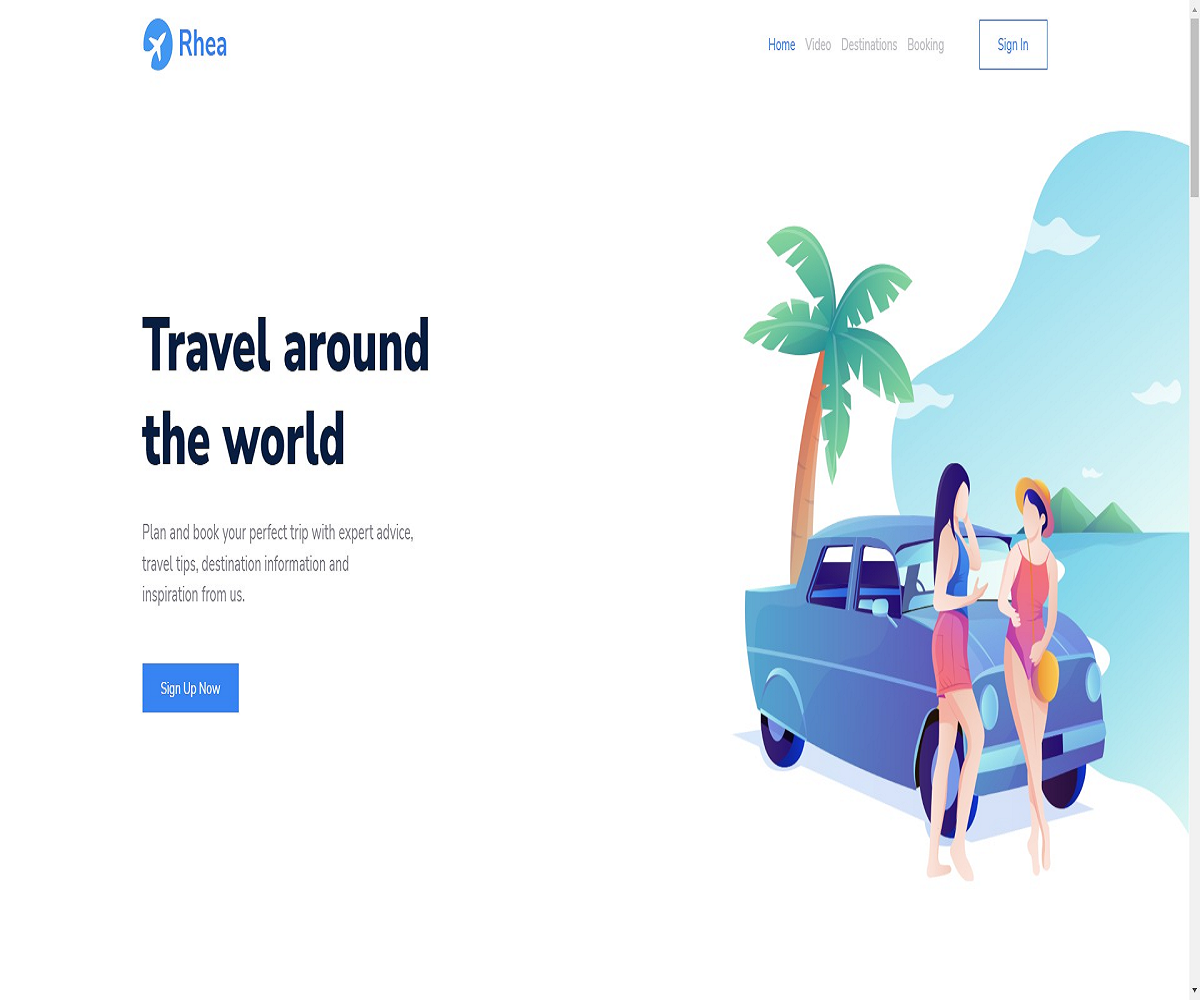 Rhea
Home Video Destinations Booking Sign In
Travel around
the world
Plan and book your perfect trip with expert advice,
travel tips, destination information and
inspiration from us.
Sign Up Now